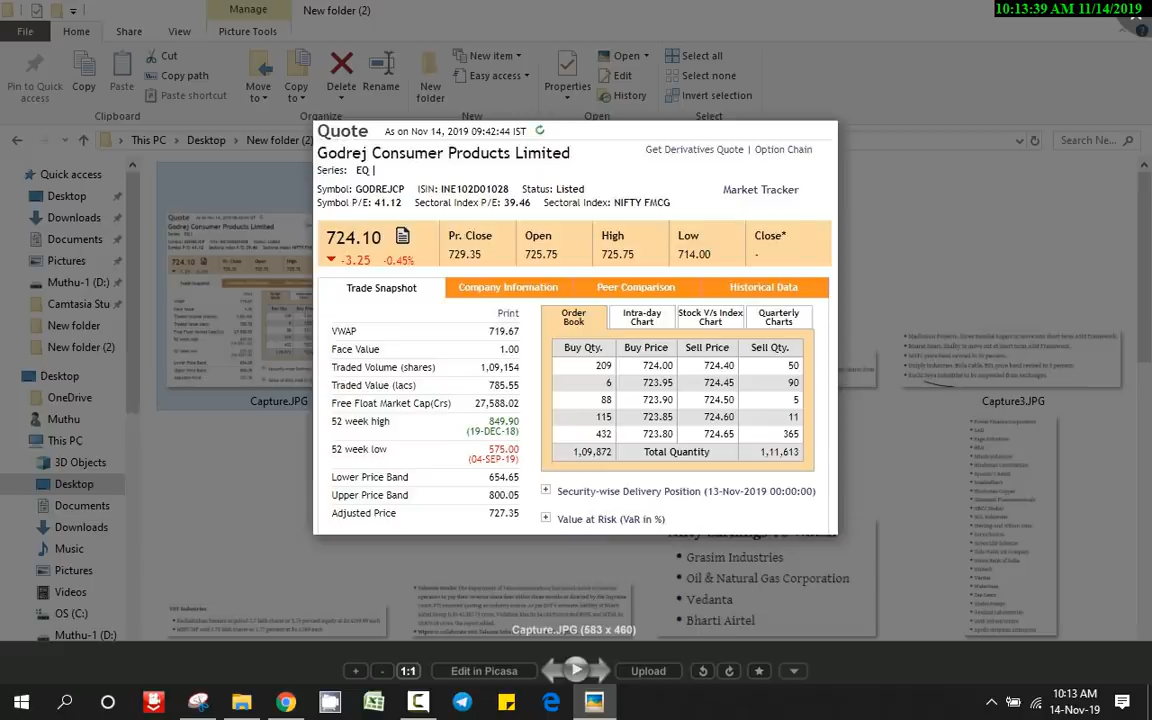 10:13:39 AM 11/14/2019
Manage
New folder (2)
File
Home
Share
View
Picture Tools
Pin to Quick access
Copy
Paste
Cut
Copy path
Paste shortcut
Clipboard
Move to
Copy to
Delete
Rename
Organize
New folder
New item
Easy access
New
Properties
Open
Edit
History
Open
Select all
Select none
Invert selection
Select
This PC
Desktop
New folder (2)
Search Ne...
Quick access
Desktop
Downloads
Documents
Pictures
Muthu-1 (D:)
Camtasia Stu
New folder
New folder (2)
Desktop
OneDrive
Muthu
This PC
3D Objects
Desktop
Documents
Downloads
Music
Pictures
Videos
OS (C:)
Muthu-1 (D:)
Capture.JPG
Capture3.JPG
Quote As on Nov 14, 2019 09:42:44 IST
Godrej Consumer Products Limited
Get Derivatives Quote | Option Chain
Series: EQ |
Symbol: GODREJCP ISIN: INE102D01028 Status: Listed
Market Tracker
Symbol P/E: 41.12 Sectoral Index P/E: 39.46 Sectoral Index: NIFTY FMCG
724.10 Pr. Close Open High Low Close*
-3.25 -0.45% 729.35 725.75 725.75 714.00 -
Trade Snapshot Company Information Peer Comparison Historical Data
Print
VWAP 719.67
Face Value 1.00
Traded Volume (shares) 1,09,154
Traded Value (lacs) 785.55
Free Float Market Cap(Crs) 27,588.02
52 week high 849.90
(19-DEC-18)
52 week low 575.00
(04-SEP-19)
Lower Price Band 654.65
Upper Price Band 800.05
Adjusted Price 727.35
Order Book
Intra-day Chart
Stock V/s Index Chart
Quarterly Charts
Buy Qty. Buy Price Sell Price Sell Qty.
209 724.00 724.40 50
6 723.95 724.45 90
88 723.90 724.50 5
115 723.85 724.60 11
432 723.80 724.65 365
1,09,872 Total Quantity 1,11,613
Security-wise Delivery Position (13-Nov-2019 00:00:00)
Value at Risk (VaR in %)
Grasim Industries
Oil & Natural Gas Corporation
Vedanta
Bharti Airtel
Capture.JPG (583 x 460)
1:1
Edit in Picasa
Upload
10:13 AM
14-Nov-19